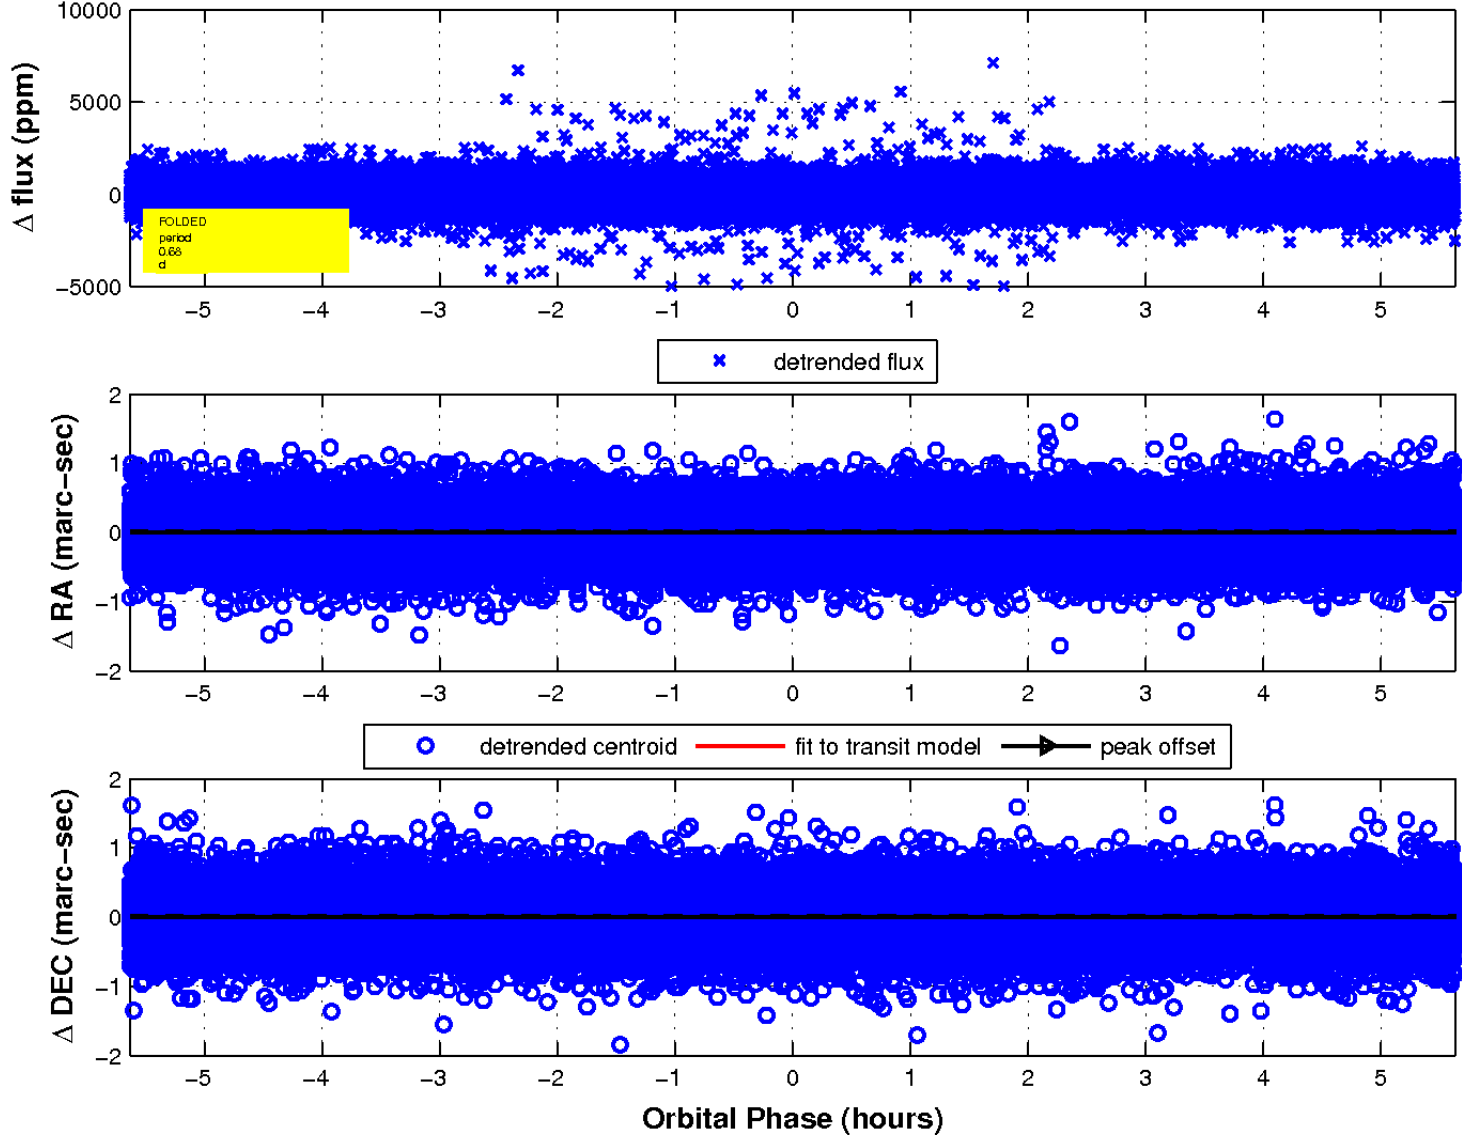 10000
5000
0
−5000
Δ flux (ppm)
FOLDED
period
0.68
d
−5 −4 −3 −2 −1 0 1 2 3 4 5
detrended flux
2
1
0
−1
−2
Δ RA (marc−sec)
−5 −4 −3 −2 −1 0 1 2 3 4 5
detrended centroid fit to transit model peak offset
2
1
0
−1
−2
Δ DEC (marc−sec)
−5 −4 −3 −2 −1 0 1 2 3 4 5
Orbital Phase (hours)